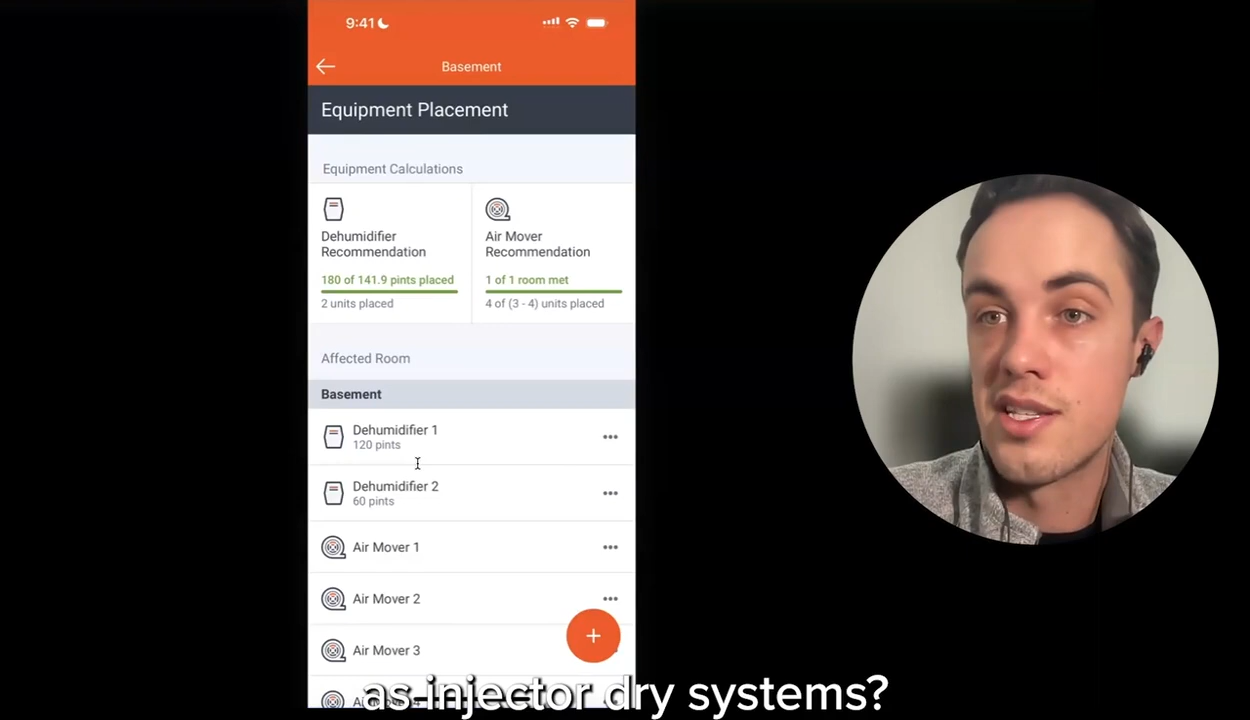 9:41
Basement
Equipment Placement
Equipment Calculations
Dehumidifier
Recommendation
180 of 141.9 pints placed
2 units placed
Air Mover
Recommendation
1 of 1 room met
4 of (3 - 4) units placed
Affected Room
Basement
Dehumidifier 1
120 pints
Dehumidifier 2
60 pints
Air Mover 1
Air Mover 2
Air Mover 3
as injector dry systems?